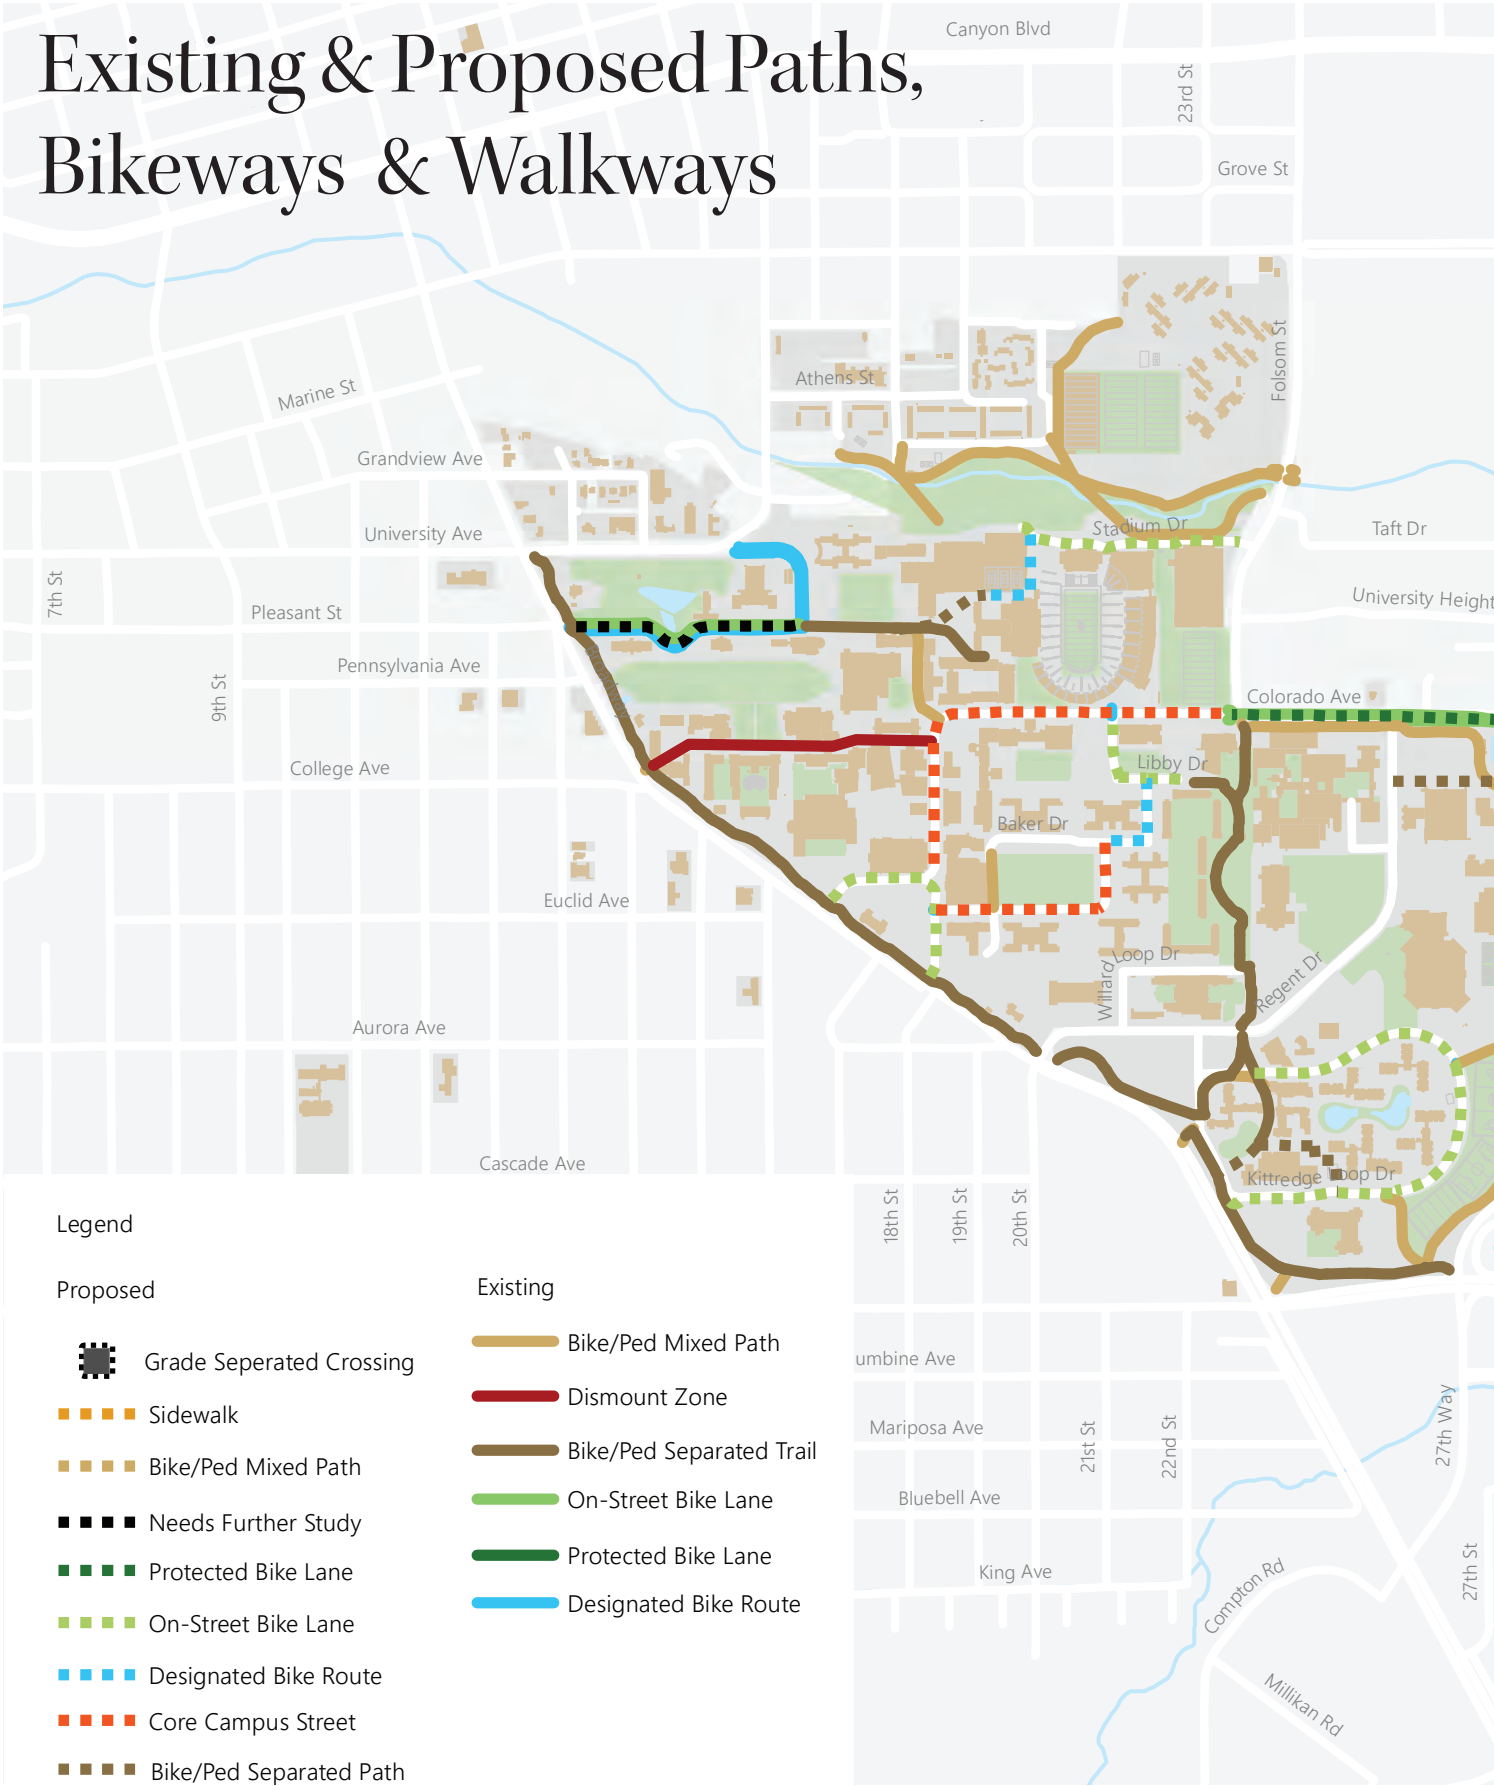 Existing & Proposed Paths,
Bikeways & Walkways
Canyon Blvd
23rd St
Grove St
Folsom St
Athens St
Marine St
Grandview Ave
University Ave
Stadium Dr
Taft Dr
7th St
Pleasant St
University Height
Pennsylvania Ave
9th St
Colorado Ave
College Ave
Libby Dr
Baker Dr
Euclid Ave
Willard
Loop Dr
Regent Dr
Aurora Ave
Cascade Ave
Kittredge Loop Dr
18th St
19th St
20th St
Legend
Proposed
Grade Seperated Crossing
Sidewalk
Bike/Ped Mixed Path
Needs Further Study
Protected Bike Lane
On-Street Bike Lane
Designated Bike Route
Core Campus Street
Bike/Ped Separated Path
Existing
Bike/Ped Mixed Path
Dismount Zone
Bike/Ped Separated Trail
On-Street Bike Lane
Protected Bike Lane
Designated Bike Route
umbine Ave
Mariposa Ave
21st St
22nd St
27th Way
Bluebell Ave
King Ave
Compton Rd
27th St
Millikan Rd